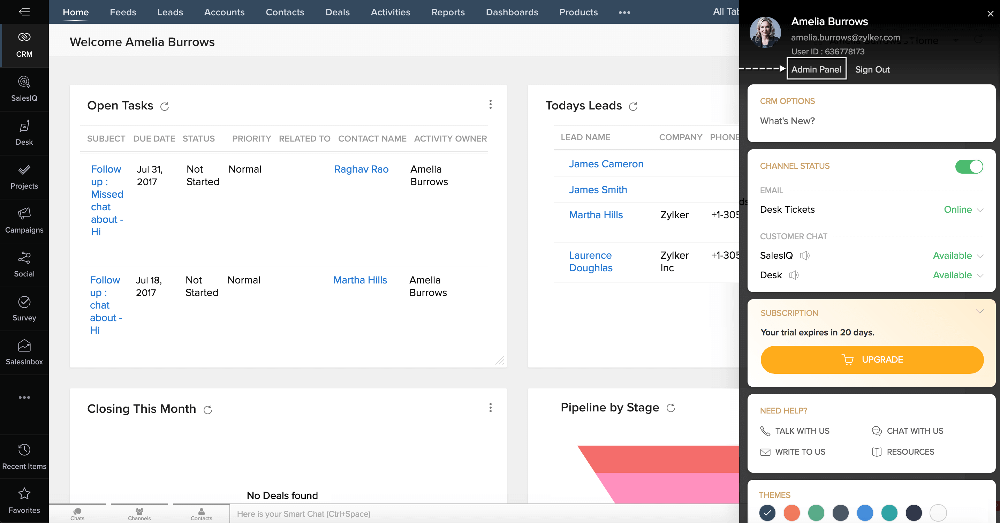 Home Feeds Leads Accounts Contacts Deals Activities Reports Dashboards Products ••• All Tab
CRM
SalesIQ
Desk
Projects
Campaigns
Social
Survey
SalesInbox
•••
Recent Items
Favorites
Welcome Amelia Burrows
Open Tasks
SUBJECT DUE DATE STATUS PRIORITY RELATED TO CONTACT NAME ACTIVITY OWNER
Follow Jul 31, Not Normal Raghav Rao Amelia
up : 2017 Started Burrows
Missed
chat
about -
Hi
Follow Jul 18, Not Normal Martha Hills Amelia
up : 2017 Started Burrows
chat
about -
Hi
Todays Leads
LEAD NAME COMPANY PHONE
James Cameron
James Smith
Martha Hills Zylker +1-305
Laurence Zylker +1-305
Doughlas Inc
Closing This Month
No Deals found
Pipeline by Stage
Chats
Channels
Contacts
Here is your Smart Chat (Ctrl+Space)
Amelia Burrows
amelia.burrows@zylker.com
Amelia Burrows's Home
User ID : 636778173
Admin Panel Sign Out
CRM OPTIONS
What's New?
CHANNEL STATUS
EMAIL
ds
Desk Tickets Online
CUSTOMER CHAT
SalesIQ Available
Desk Available
SUBSCRIPTION
Your trial expires in 20 days.
UPGRADE
NEED HELP?
TALK WITH US CHAT WITH US
WRITE TO US RESOURCES
THEMES
2